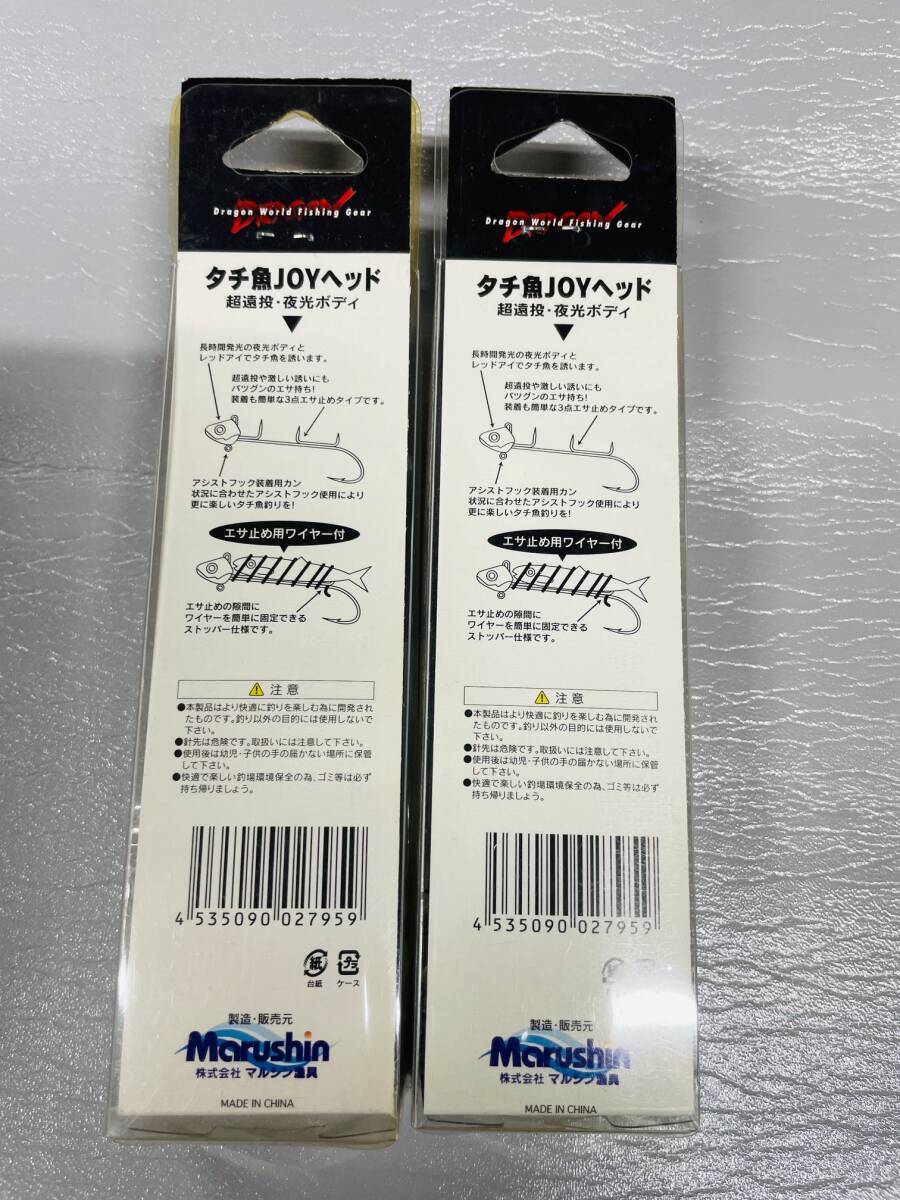 DRAGON
Dragon World Fishing Gear
タチ魚JOYヘッド
超遠投・夜光ボディ
長時間発光の夜光ボディと
レッドアイでタチ魚を誘います。
超遠投や激しい誘いにも
バツグンのエサ持ち!
装着も簡単な3点エサ止めタイプです。
アシストフック装着用カン
状況に合わせたアシストフック使用により
更に楽しいタチ魚釣りを!
エサ止め用ワイヤー付
エサ止めの隙間に
ワイヤーを簡単に固定できる
ストッパー仕様です。
注意
●本製品はより快適に釣りを楽しむ為に開発され
たものです。釣り以外の目的には使用しないで
下さい。
●針先は危険です。取扱いには注意して下さい。
●使用後は幼児・子供の手の届かない場所に保管
して下さい。
●快適で楽しい釣場環境保全の為、ゴミ等は必ず
持ち帰りましょう。
4 535090 027959
紙
プラ
台紙
ケース
製造・販売元
Marushin
株式会社 マルシン漁具
MADE IN CHINA
DRAGON
Dragon World Fishing Gear
タチ魚JOYヘッド
超遠投・夜光ボディ
長時間発光の夜光ボディと
レッドアイでタチ魚を誘います。
超遠投や激しい誘いにも
バツグンのエサ持ち!
装着も簡単な3点エサ止めタイプです。
アシストフック装着用カン
状況に合わせたアシストフック使用により
更に楽しいタチ魚釣りを!
エサ止め用ワイヤー付
エサ止めの隙間に
ワイヤーを簡単に固定できる
ストッパー仕様です。
注意
●本製品はより快適に釣りを楽しむ為に開発され
たものです。釣り以外の目的には使用しないで
下さい。
●針先は危険です。取扱いには注意して下さい。
●使用後は幼児・子供の手の届かない場所に保管
して下さい。
●快適で楽しい釣場環境保全の為、ゴミ等は必ず
持ち帰りましょう。
4 535090 027959
製造・販売元
Marushin
株式会社 マルシン漁具
MADE IN CHINA